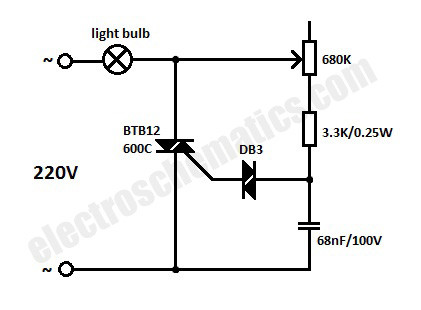 light bulb
~
680K
BTB12
600C
DB3
3.3K/0.25W
220V
68nF/100V
~
electroschematics.com